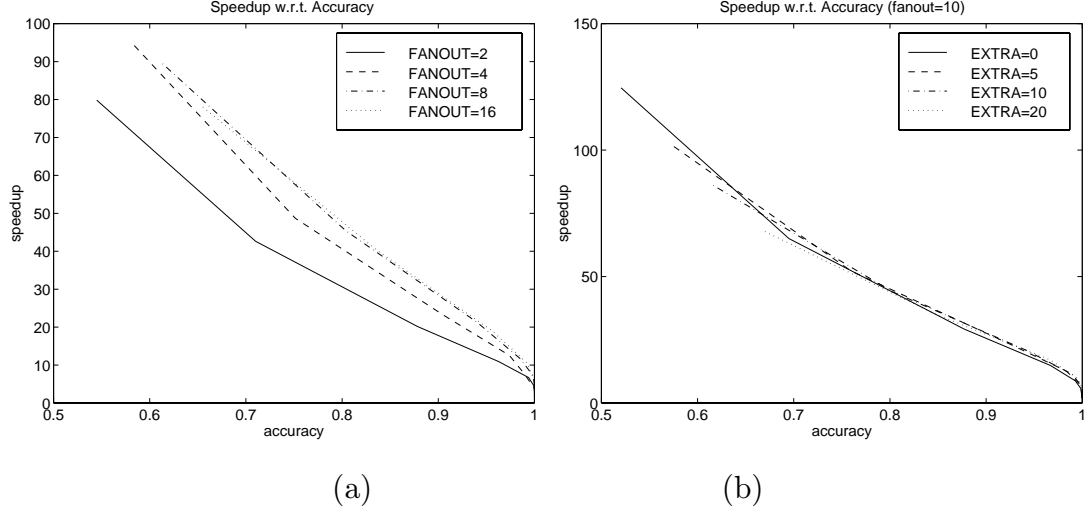 Speedup w.r.t. Accuracy
100
90
80
70
60
50
40
30
20
10
0
speedup
FANOUT=2
FANOUT=4
FANOUT=8
FANOUT=16
0.5 0.6 0.7 0.8 0.9 1
accuracy
(a)
Speedup w.r.t. Accuracy (fanout=10)
150
100
50
0
speedup
EXTRA=0
EXTRA=5
EXTRA=10
EXTRA=20
0.5 0.6 0.7 0.8 0.9 1
accuracy
(b)